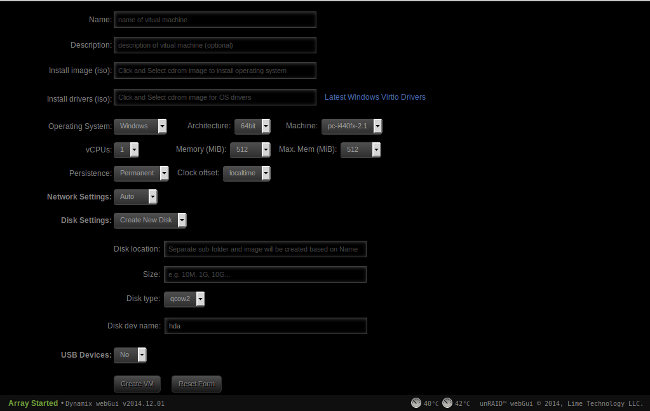 Name: name of vitual machine
Description: description of vitual machine (optional)
Install image (iso): Click and Select cdrom image to install operating system
Install drivers (iso): Click and Select cdrom image for OS drivers Latest Windows Virtio Drivers
Operating System: Windows Architecture: 64bit Machine: pc-i440fx-2.1
vCPUs: 1 Memory (MiB): 512 Max. Mem (MiB): 512
Persistence: Permanent Clock offset: localtime
Network Settings: Auto
Disk Settings: Create New Disk
Disk location: Separate sub-folder and image will be created based on Name
Size: e.g. 10M, 1G, 10G...
Disk type: qcow2
Disk dev name: hda
USB Devices: No
Create VM Reset Form
Array Started • Dynamix webGui v2014.12.01 40°C 42°C unRAID™ webGui © 2014, Lime Technology LLC.